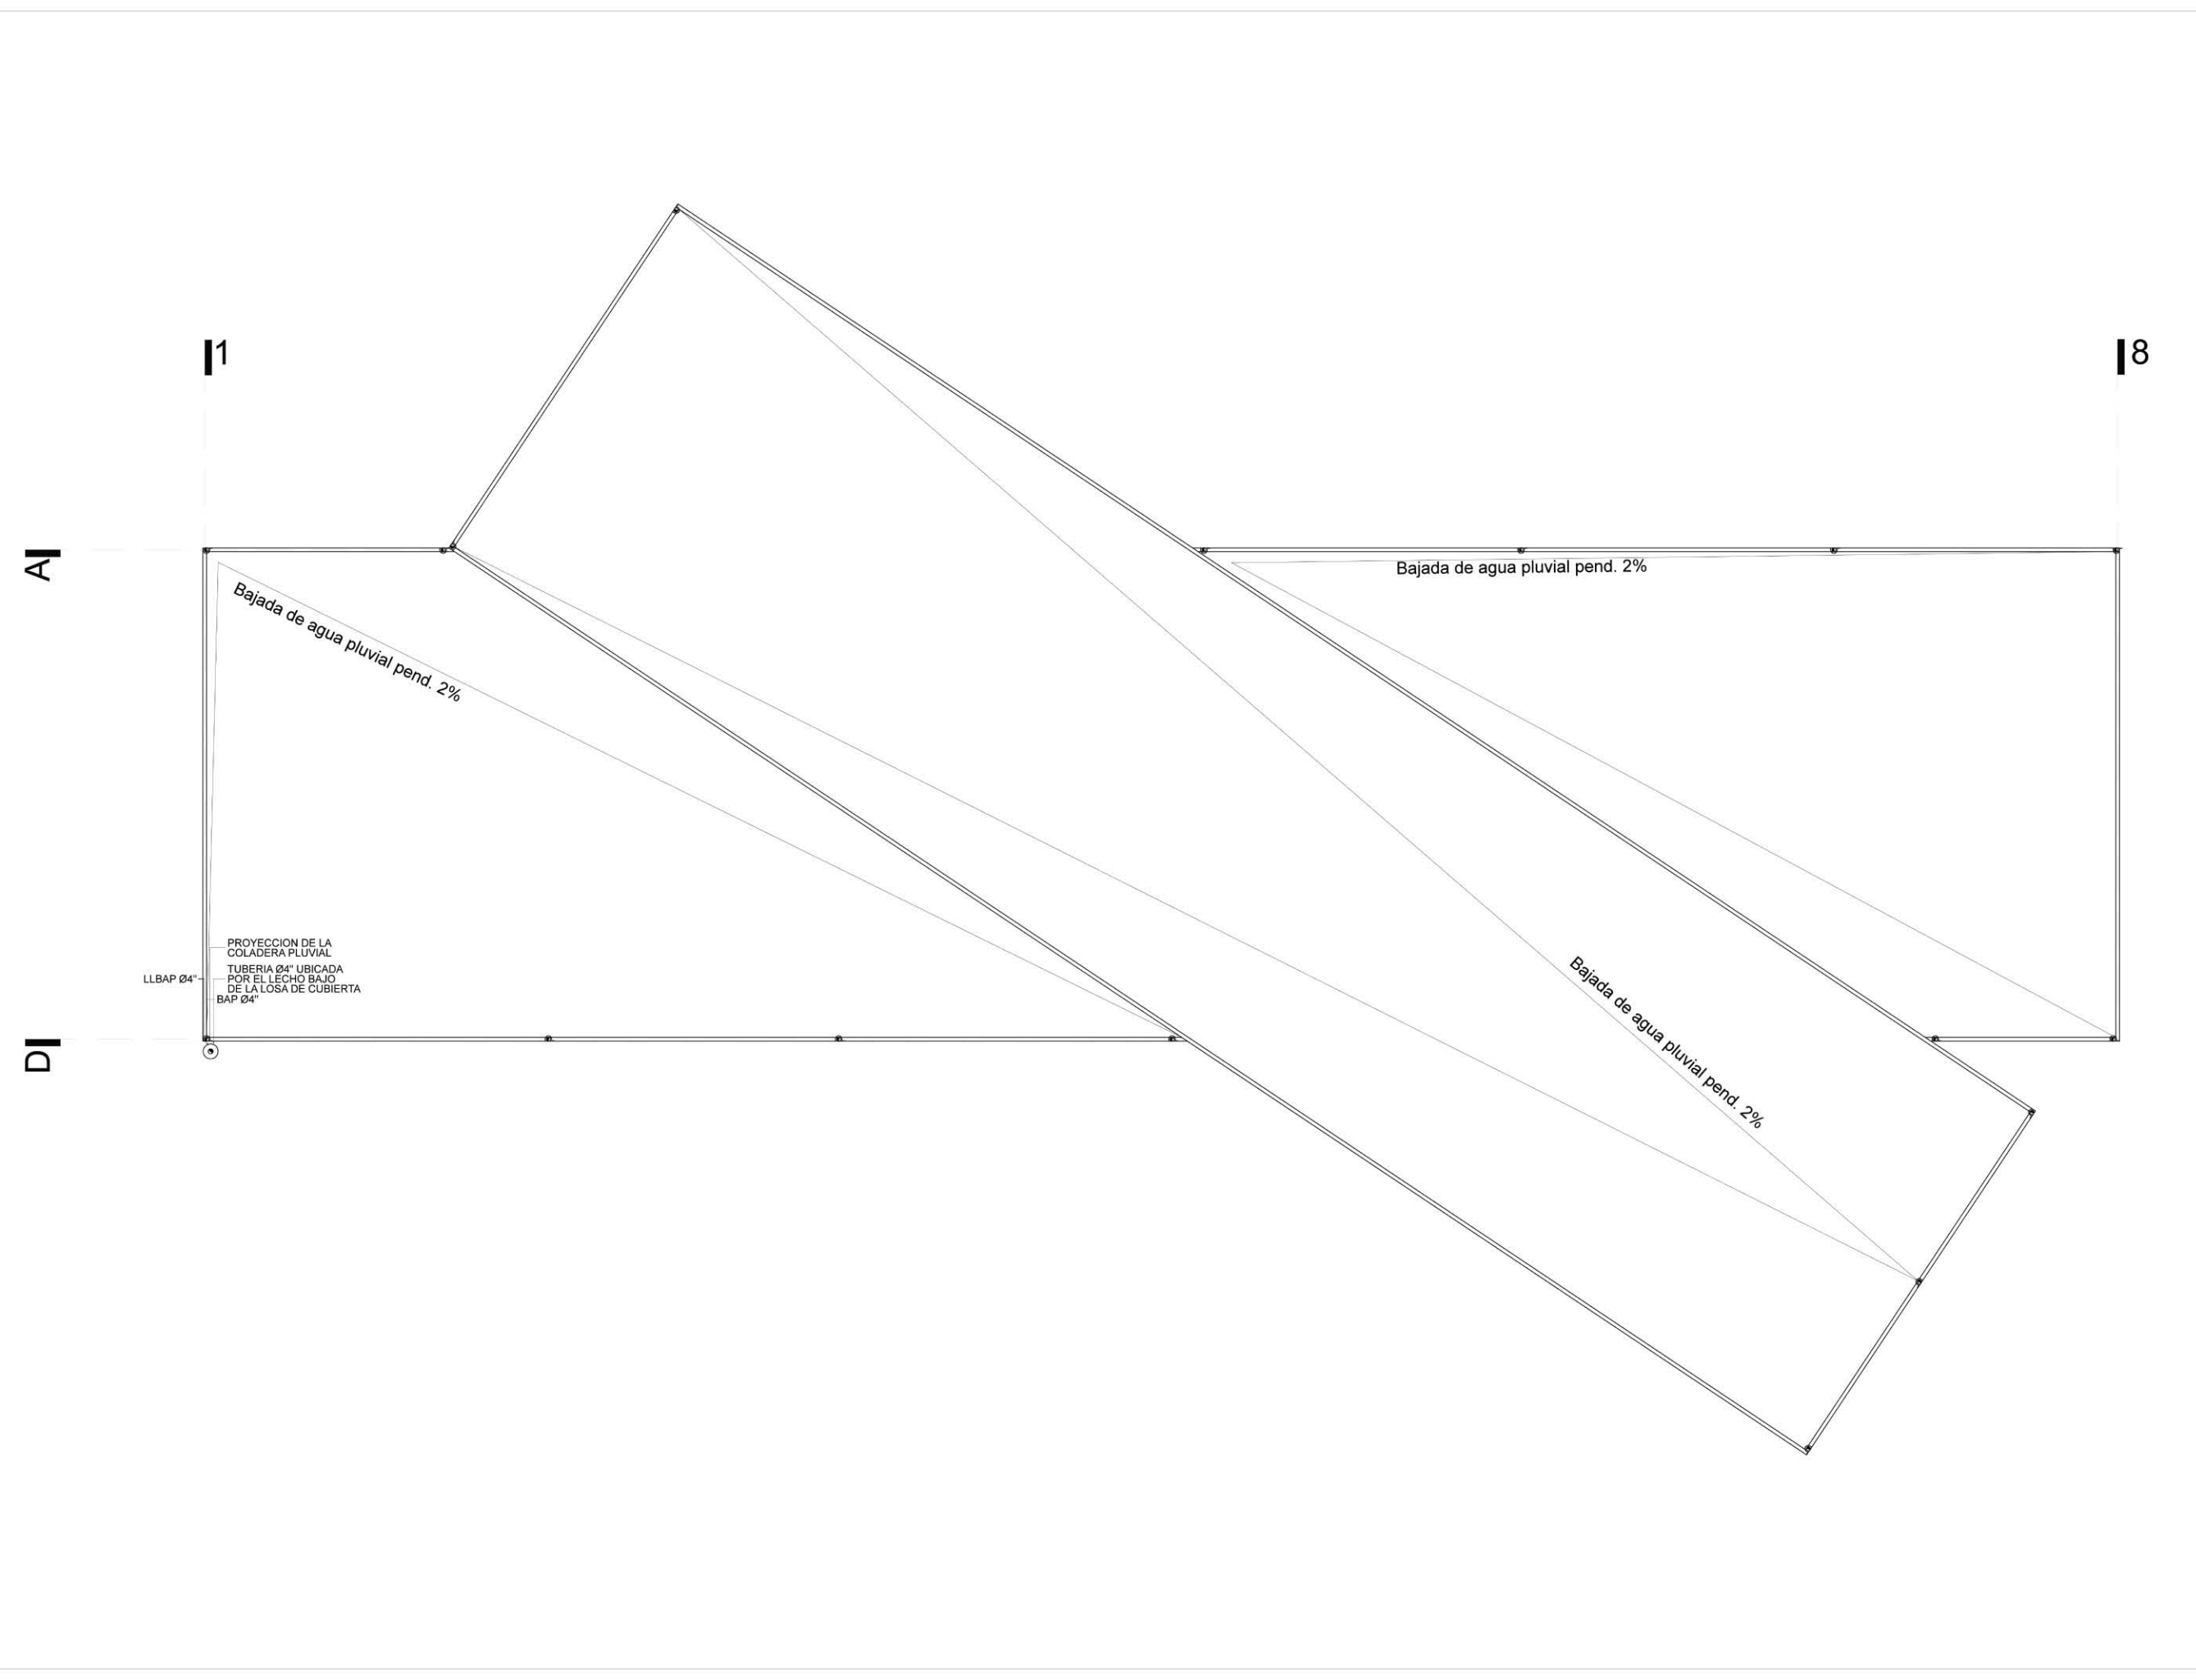 1
8
A
Bajada de agua pluvial pend. 2%
Bajada de agua pluvial pend. 2%
PROYECCION DE LA
COLADERA PLUVIAL
TUBERIA Ø4" UBICADA
POR EL LECHO BAJO
DE LA LOSA DE CUBIERTA
LLBAP Ø4"
BAP Ø4"
Bajada de agua pluvial pend. 2%
D